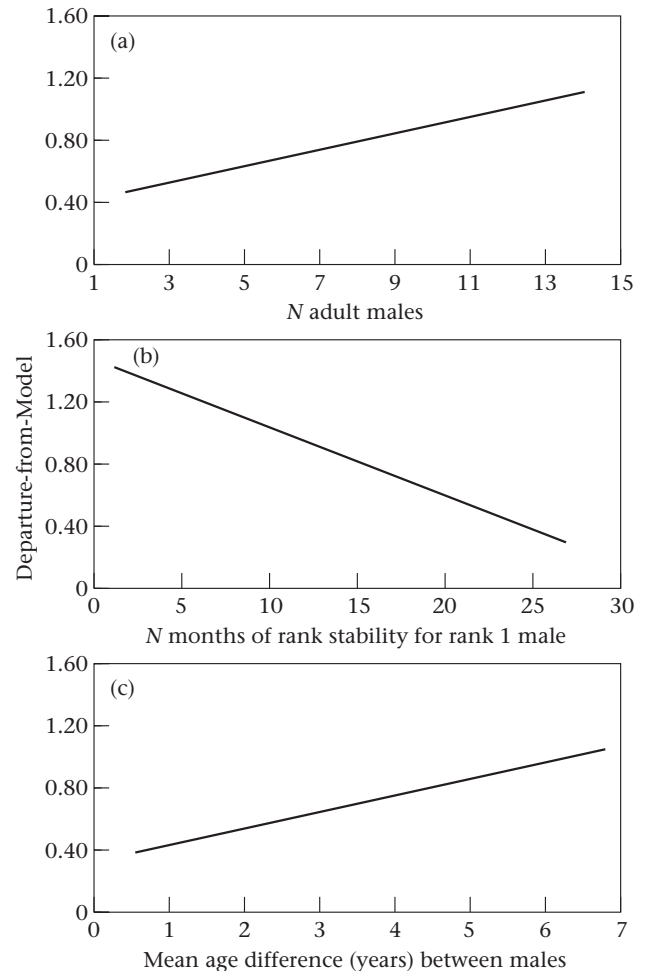 1.60
(a)
1.20
0.80
0.40
0
1 3 5 7 9 11 13 15
N adult males
Departure-from-Model
1.60
(b)
1.20
0.80
0.40
0
0 5 10 15 20 25 30
N months of rank stability for rank 1 male
1.60
(c)
1.20
0.80
0.40
0
0 1 2 3 4 5 6 7
Mean age difference (years) between males